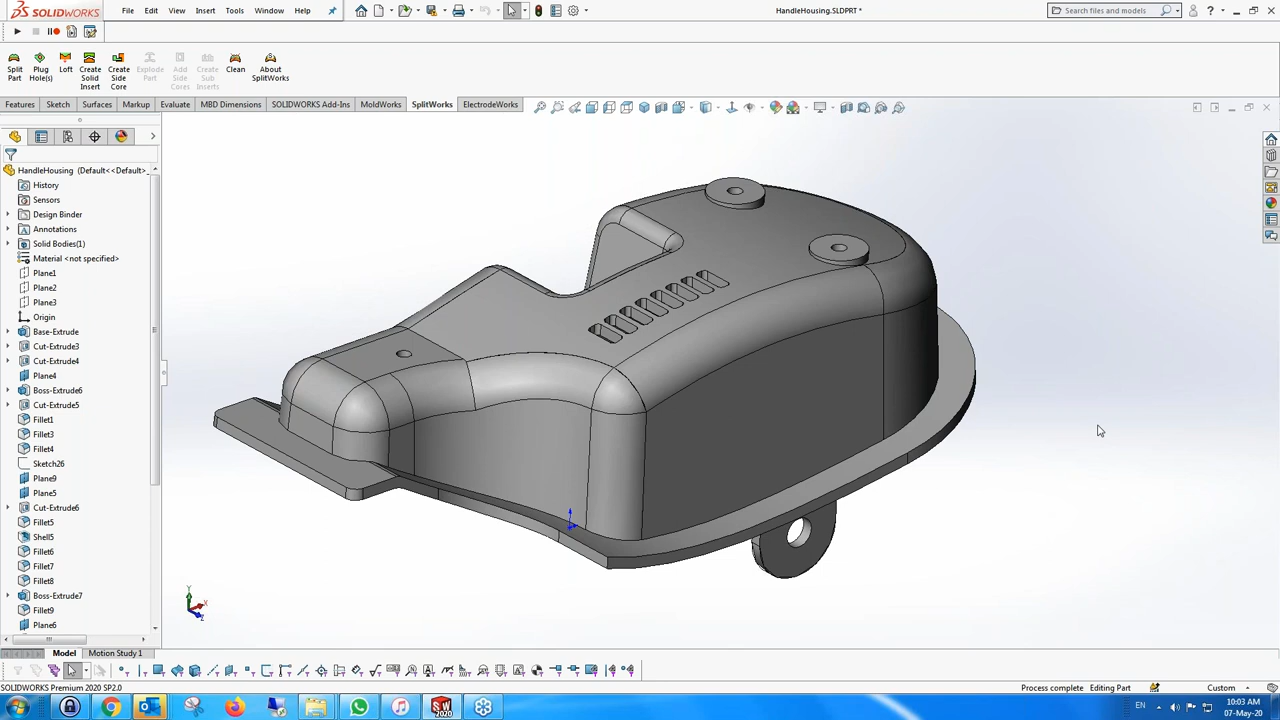 SOLIDWORKS File Edit View Insert Tools Window Help HandleHousing.SLDPRT * Search files and models
Split Part
Plug Hole(s)
Loft
Create Solid Insert
Create Side Core
Explode Part
Add Side Cores
Create Sub Inserts
Clean
About SplitWorks
Features Sketch Surfaces Markup Evaluate MBD Dimensions SOLIDWORKS Add-Ins MoldWorks SplitWorks ElectrodeWorks
HandleHousing (Default<<Default>_
History
Sensors
Design Binder
Annotations
Solid Bodies(1)
Material <not specified>
Plane1
Plane2
Plane3
Origin
Base-Extrude
Cut-Extrude3
Cut-Extrude4
Plane4
Boss-Extrude6
Cut-Extrude5
Fillet1
Fillet3
Fillet4
Sketch26
Plane9
Plane5
Cut-Extrude6
Fillet5
Shell5
Fillet6
Fillet7
Fillet8
Boss-Extrude7
Fillet9
Plane6
Y
X
Z
Model Motion Study 1
SOLIDWORKS Premium 2020 SP2.0 Process complete Editing Part Custom
SW 2020
EN 10:03 AM
07-May-20